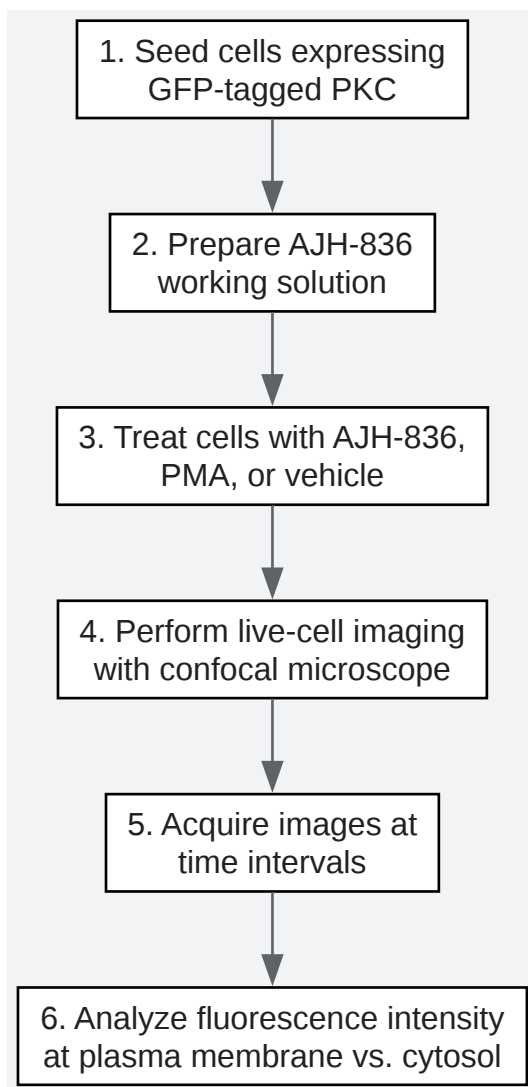 1. Seed cells expressing
GFP-tagged PKC
2. Prepare AJH-836
working solution
3. Treat cells with AJH-836,
PMA, or vehicle
4. Perform live-cell imaging
with confocal microscope
5. Acquire images at
time intervals
6. Analyze fluorescence intensity
at plasma membrane vs. cytosol